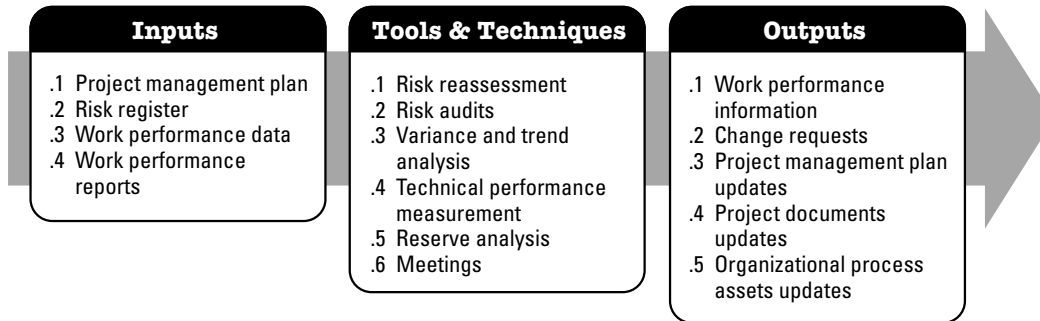 Inputs
.1 Project management plan
.2 Risk register
.3 Work performance data
.4 Work performance
reports
Tools & Techniques
.1 Risk reassessment
.2 Risk audits
.3 Variance and trend
analysis
.4 Technical performance
measurement
.5 Reserve analysis
.6 Meetings
Outputs
.1 Work performance
information
.2 Change requests
.3 Project management plan
updates
.4 Project documents
updates
.5 Organizational process
assets updates